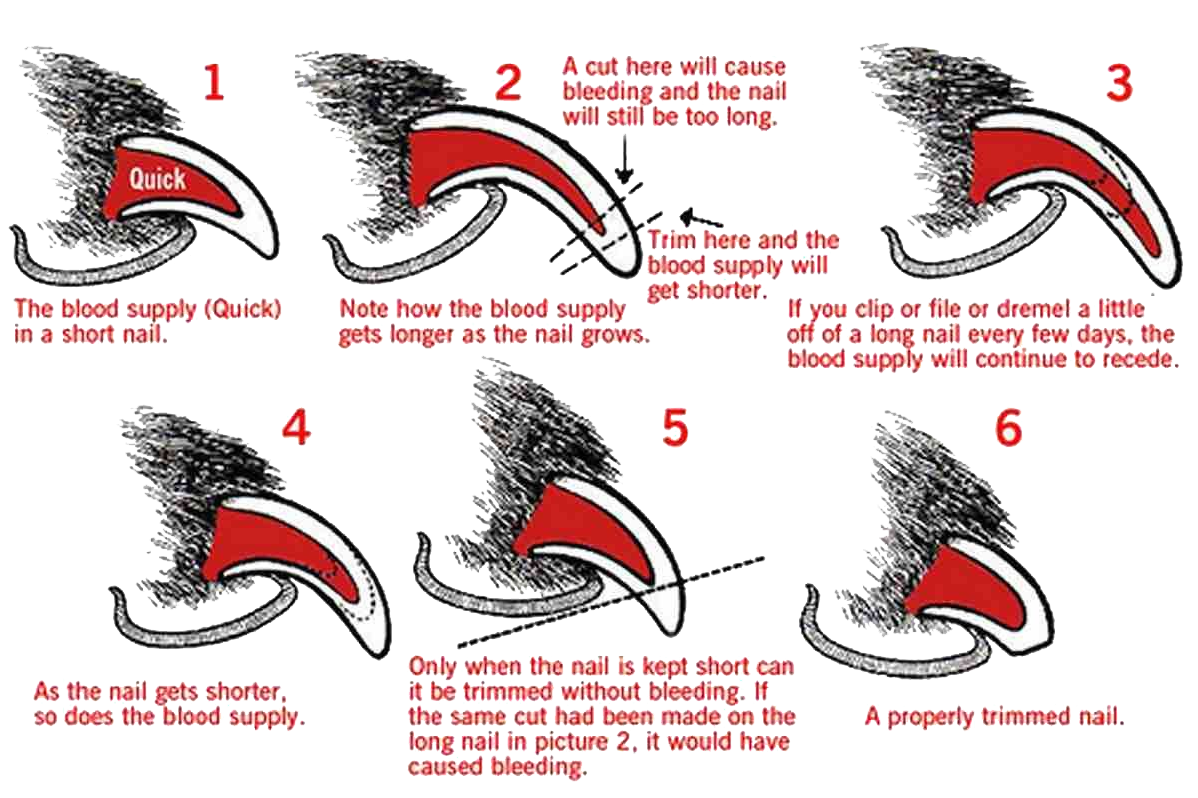 1
Quick
The blood supply (Quick)
in a short nail.
2
A cut here will cause
bleeding and the nail
will still be too long.
Trim here and the
blood supply will
get shorter.
Note how the blood supply
gets longer as the nail grows.
3
If you clip or file or dremel a little
off of a long nail every few days, the
blood supply will continue to recede.
4
As the nail gets shorter,
so does the blood supply.
5
Only when the nail is kept short can
it be trimmed without bleeding. If
the same cut had been made on the
long nail in picture 2, it would have
caused bleeding.
6
A properly trimmed nail.